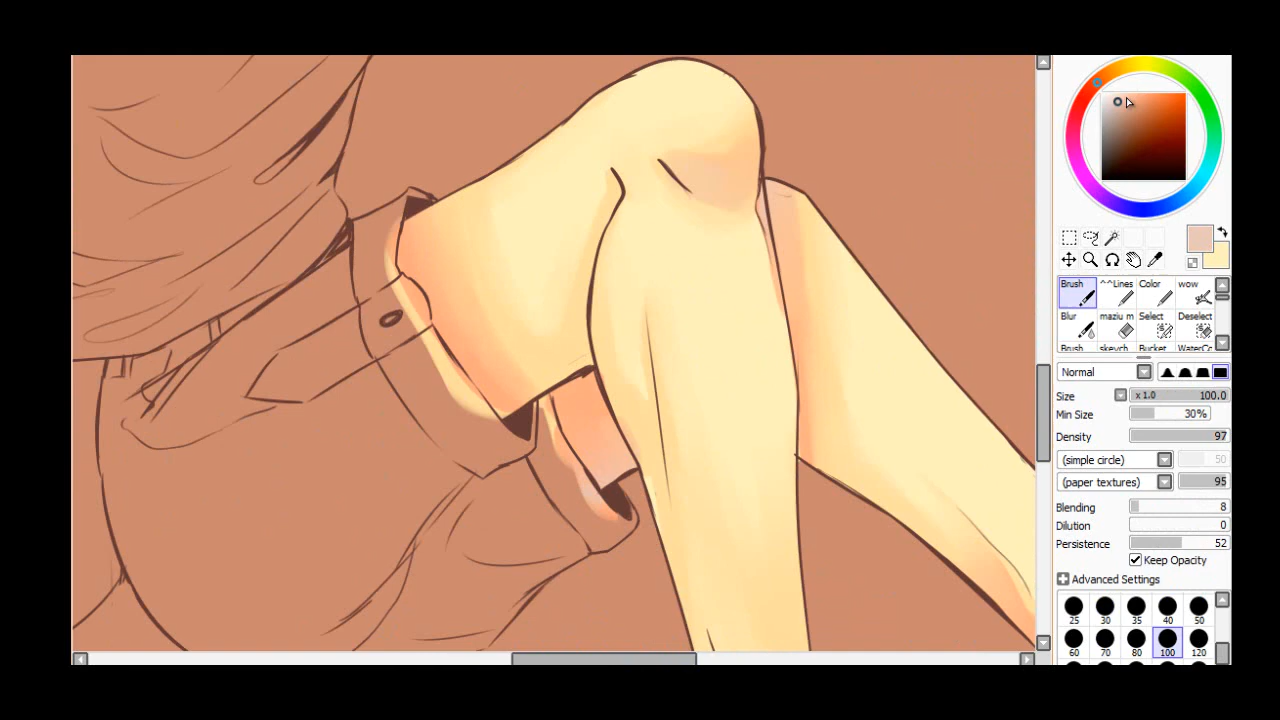 Brush ^^Lines Color wow
Blur maziu m Select Deselect
Brush skeych Bucket WaterCo
Normal
Size x 1.0 100.0
Min Size 30%
Density 97
(simple circle) 50
(paper textures) 95
Blending 8
Dilution 0
Persistence 52
Keep Opacity
Advanced Settings
25 30 35 40 50
60 70 80 100 120